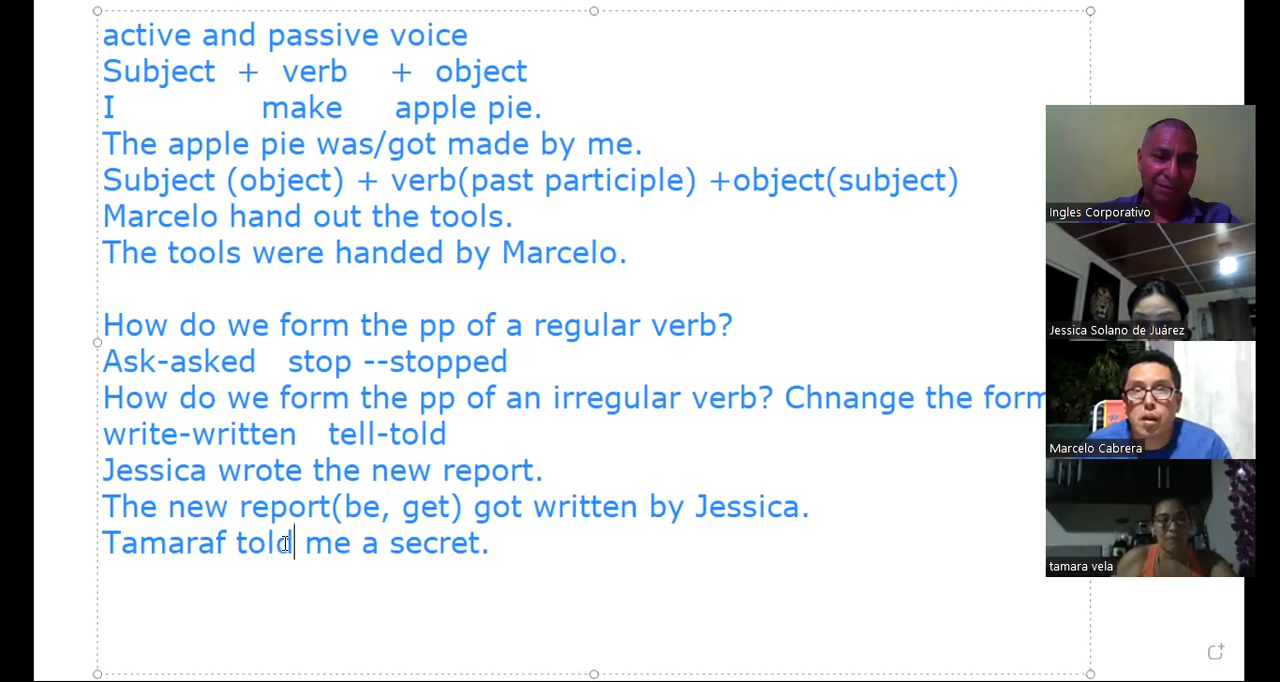 active and passive voice
Subject + verb + object
I make apple pie.
The apple pie was/got made by me.
Subject (object) + verb(past participle) +object(subject)
Marcelo hand out the tools.
The tools were handed by Marcelo.
How do we form the pp of a regular verb?
Ask-asked stop --stopped
How do we form the pp of an irregular verb? Chnange the form
write-written tell-told
Jessica wrote the new report.
The new report(be, get) got written by Jessica.
Tamaraf told me a secret.
Ingles Corporativo
Jessica Solano de Juárez
Marcelo Cabrera
tamara vela